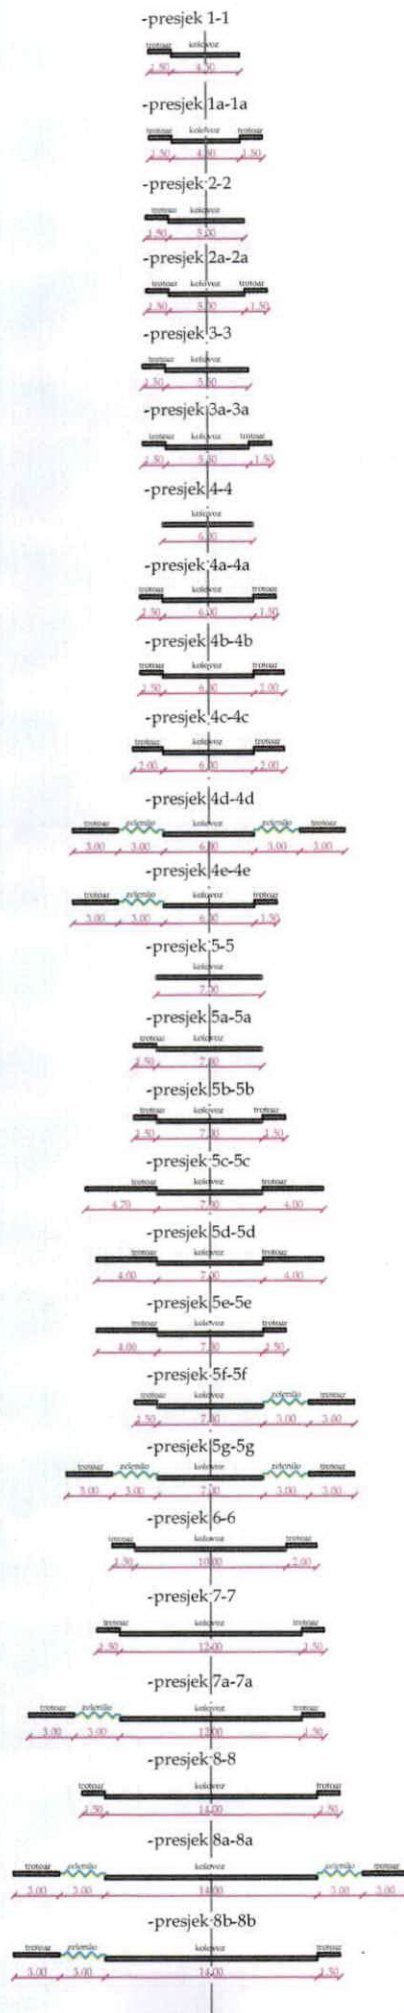 -presjek 1-1
trotoar kolovoz
1.50 4.50
-presjek 1a-1a
trotoar kolovoz trotoar
1.50 4.50 1.50
-presjek 2-2
trotoar kolovoz
1.50 5.00
-presjek 2a-2a
trotoar kolovoz trotoar
1.50 5.00 1.50
-presjek 3-3
trotoar kolovoz
1.50 5.50
-presjek 3a-3a
trotoar kolovoz trotoar
1.50 5.50 1.50
-presjek 4-4
kolovoz
6.00
-presjek 4a-4a
trotoar kolovoz trotoar
1.50 6.00 1.50
-presjek 4b-4b
trotoar kolovoz trotoar
1.50 6.00 2.00
-presjek 4c-4c
trotoar kolovoz trotoar
2.00 6.00 2.00
-presjek 4d-4d
trotoar zelenilo kolovoz zelenilo trotoar
3.00 3.00 6.00 3.00 3.00
-presjek 4e-4e
trotoar zelenilo kolovoz trotoar
3.00 3.00 6.00 1.50
-presjek 5-5
kolovoz
7.00
-presjek 5a-5a
trotoar kolovoz
1.50 7.00
-presjek 5b-5b
trotoar kolovoz trotoar
1.50 7.00 1.50
-presjek 5c-5c
trotoar kolovoz trotoar
4.70 7.00 4.00
-presjek 5d-5d
trotoar kolovoz trotoar
4.00 7.00 4.00
-presjek 5e-5e
trotoar kolovoz trotoar
4.00 7.00 1.50
-presjek 5f-5f
trotoar kolovoz zelenilo trotoar
1.50 7.00 3.00 3.00
-presjek 5g-5g
trotoar zelenilo kolovoz zelenilo trotoar
3.00 3.00 7.00 3.00 3.00
-presjek 6-6
trotoar kolovoz trotoar
1.50 10.00 2.00
-presjek 7-7
trotoar kolovoz trotoar
1.50 12.00 1.50
-presjek 7a-7a
trotoar zelenilo kolovoz trotoar
3.00 3.00 12.00 1.50
-presjek 8-8
trotoar kolovoz trotoar
1.50 14.00 1.50
-presjek 8a-8a
trotoar zelenilo kolovoz zelenilo trotoar
3.00 3.00 14.00 3.00 3.00
-presjek 8b-8b
trotoar zelenilo kolovoz trotoar
3.00 3.00 14.00 1.50